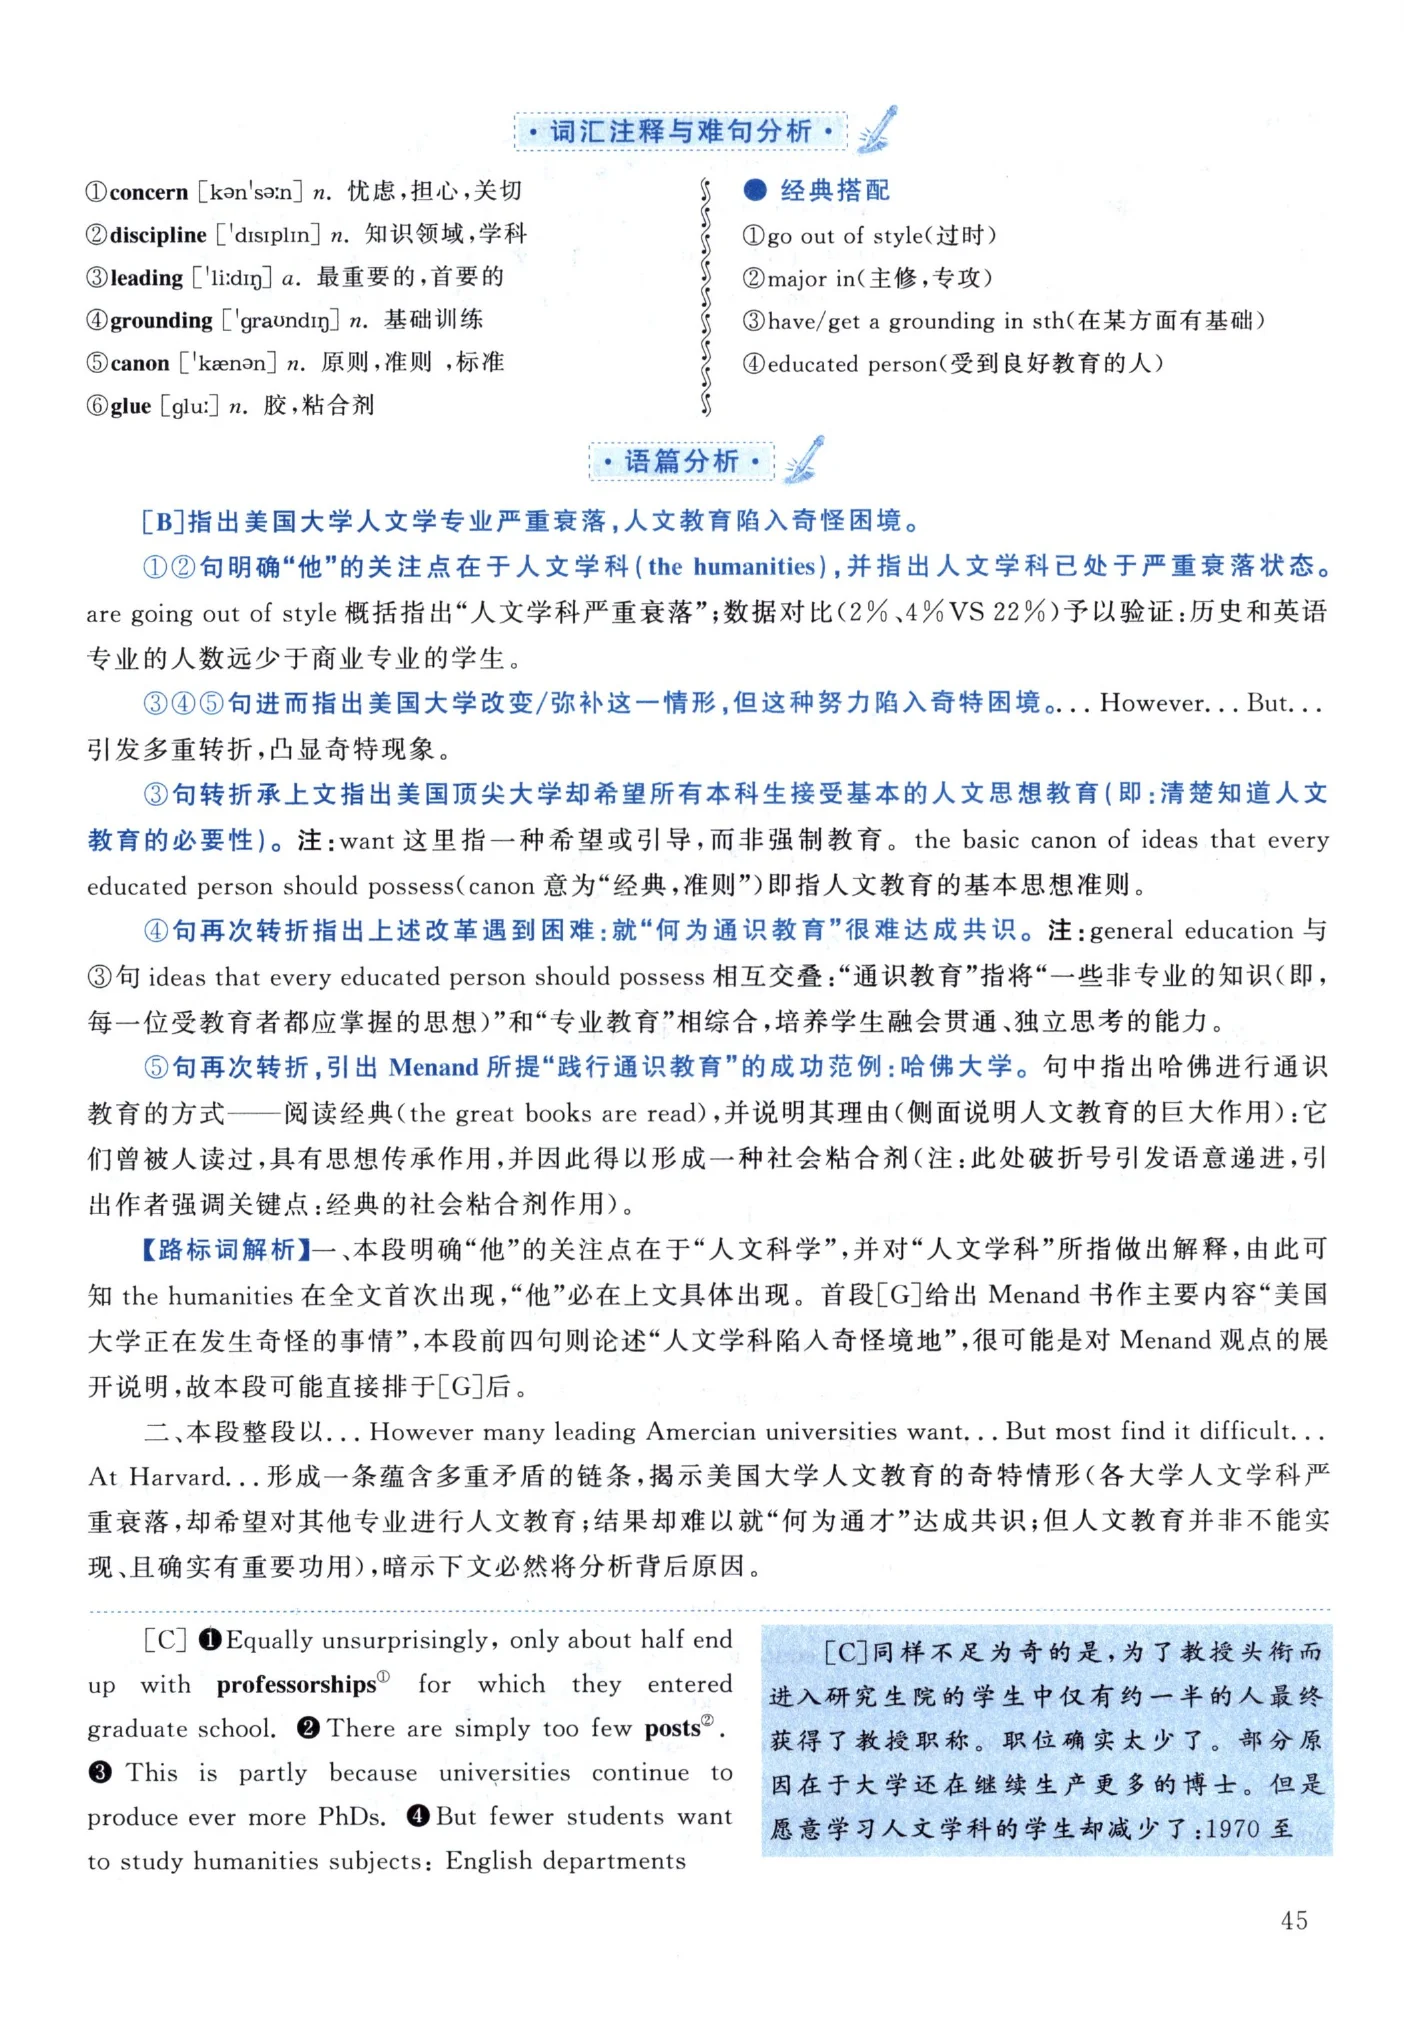 ·词汇注释与难句分析·
①concern [kən'sə:n] n. 忧虑,担心,关切
②discipline ['dɪsɪplɪn] n. 知识领域,学科
③leading ['li:dɪŋ] a. 最重要的,首要的
④grounding ['graʊndɪŋ] n. 基础训练
⑤canon ['kænən] n. 原则,准则 ,标准
⑥glue [glu:] n. 胶,粘合剂
● 经典搭配
①go out of style(过时)
②major in(主修,专攻)
③have/get a grounding in sth(在某方面有基础)
④educated person(受到良好教育的人)
·语篇分析·
[B]指出美国大学人文学专业严重衰落,人文教育陷入奇怪困境。
①②句明确“他”的关注点在于人文学科(the humanities),并指出人文学科已处于严重衰落状态。
are going out of style 概括指出“人文学科严重衰落”;数据对比(2%、4%VS 22%)予以验证:历史和英语
专业的人数远少于商业专业的学生。
③④⑤句进而指出美国大学改变/弥补这一情形,但这种努力陷入奇特困境。... However... But...
引发多重转折,凸显奇特现象。
③句转折承上文指出美国顶尖大学却希望所有本科生接受基本的人文思想教育(即:清楚知道人文
教育的必要性)。注:want 这里指一种希望或引导,而非强制教育。the basic canon of ideas that every
educated person should possess(canon 意为“经典,准则”)即指人文教育的基本思想准则。
④句再次转折指出上述改革遇到困难:就“何为通识教育”很难达成共识。注:general education 与
③句 ideas that every educated person should possess 相互交叠:“通识教育”指将“一些非专业的知识(即,
每一位受教育者都应掌握的思想)”和“专业教育”相综合,培养学生融会贯通、独立思考的能力。
⑤句再次转折,引出 Menand 所提“践行通识教育”的成功范例:哈佛大学。句中指出哈佛进行通识
教育的方式——阅读经典(the great books are read),并说明其理由(侧面说明人文教育的巨大作用):它
们曾被人读过,具有思想传承作用,并因此得以形成一种社会粘合剂(注:此处破折号引发语意递进,引
出作者强调关键点:经典的社会粘合剂作用)。
【路标词解析】一、本段明确“他”的关注点在于“人文科学”,并对“人文学科”所指做出解释,由此可
知 the humanities 在全文首次出现,“他”必在上文具体出现。首段[G]给出 Menand 书作主要内容“美国
大学正在发生奇怪的事情”,本段前四句则论述“人文学科陷入奇怪境地”,很可能是对 Menand 观点的展
开说明,故本段可能直接排于[G]后。
二、本段整段以... However many leading Amercian universities want... But most find it difficult...
At Harvard... 形成一条蕴含多重矛盾的链条,揭示美国大学人文教育的奇特情形(各大学人文学科严
重衰落,却希望对其他专业进行人文教育;结果却难以就“何为通才”达成共识;但人文教育并非不能实
现、且确实有重要功用),暗示下文必然将分析背后原因。
[C] ❶Equally unsurprisingly, only about half end
up with professorships① for which they entered
graduate school. ❷There are simply too few posts②.
❸ This is partly because universities continue to
produce ever more PhDs. ❹But fewer students want
to study humanities subjects: English departments
[C]同样不足为奇的是,为了教授头衔而
进入研究生院的学生中仅有约一半的人最终
获得了教授职称。职位确实太少了。部分原
因在于大学还在继续生产更多的博士。但是
愿意学习人文学科的学生却减少了:1970 至
45